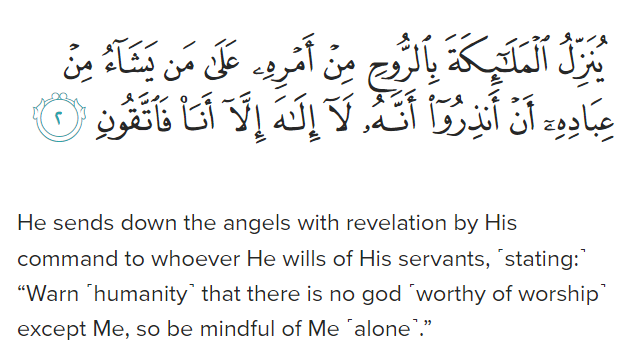 يُنَزِّلُ ٱلْمَلَـٰٓئِكَةَ بِٱلرُّوحِ مِنْ أَمْرِهِۦ عَلَىٰ مَن يَشَآءُ مِنْ
عِبَادِهِۦٓ أَنْ أَنذِرُوٓا۟ أَنَّهُۥ لَآ إِلَـٰهَ إِلَّآ أَنَا۠ فَٱتَّقُونِ ٢
He sends down the angels with revelation by His
command to whoever He wills of His servants, ˹stating:˺
“Warn ˹humanity˺ that there is no god ˹worthy of worship˺
except Me, so be mindful of Me ˹alone˺.”